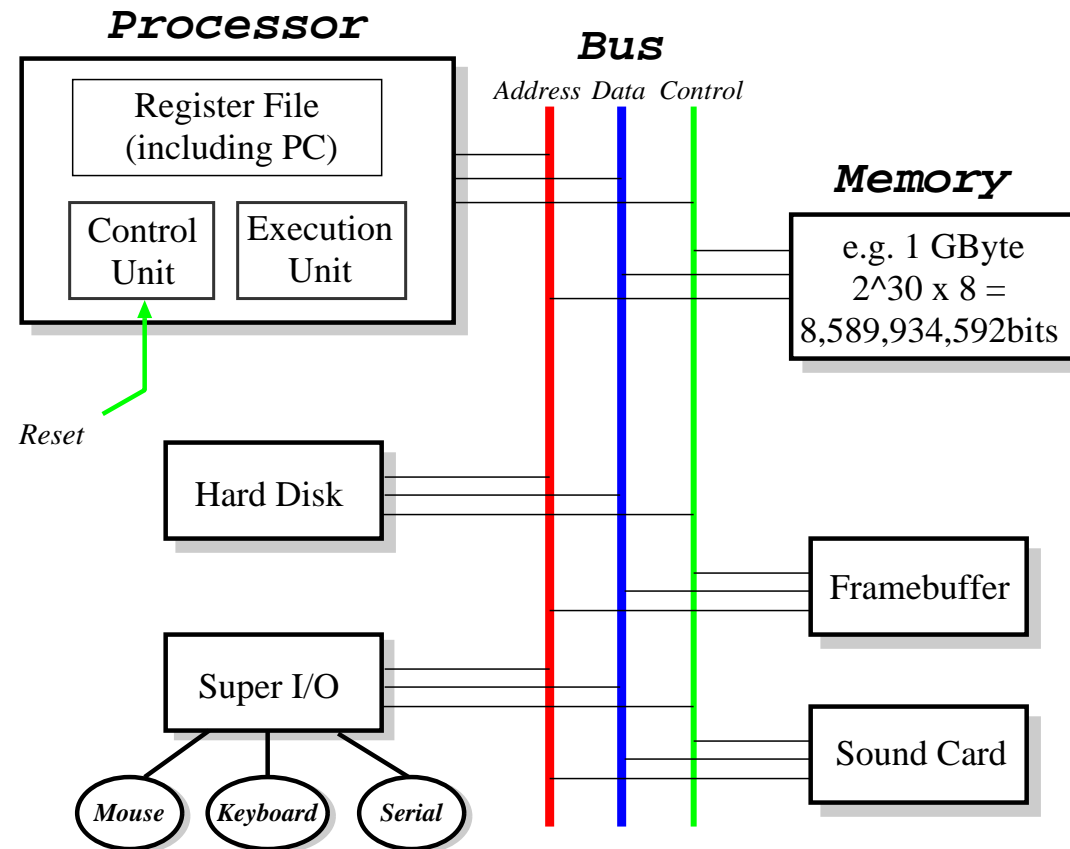 Processor
Register File
(including PC)
Control
Unit
Execution
Unit
Reset
Bus
Address Data Control
Memory
e.g. 1 GByte
2^30 x 8 =
8,589,934,592bits
Hard Disk
Framebuffer
Super I/O
Sound Card
Mouse
Keyboard
Serial